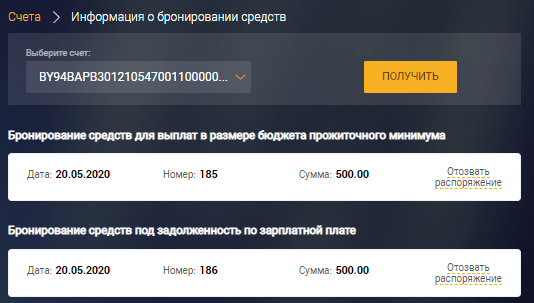 Счета > Информация о бронировании средств
Выберите счет:
BY94BAPB301210547001100000...
ПОЛУЧИТЬ
Бронирование средств для выплат в размере бюджета прожиточного минимума
Дата: 20.05.2020 Номер: 185 Сумма: 500.00 Отозвать
распоряжение
Бронирование средств под задолженность по зарплатной плате
Дата: 20.05.2020 Номер: 186 Сумма: 500.00 Отозвать
распоряжение